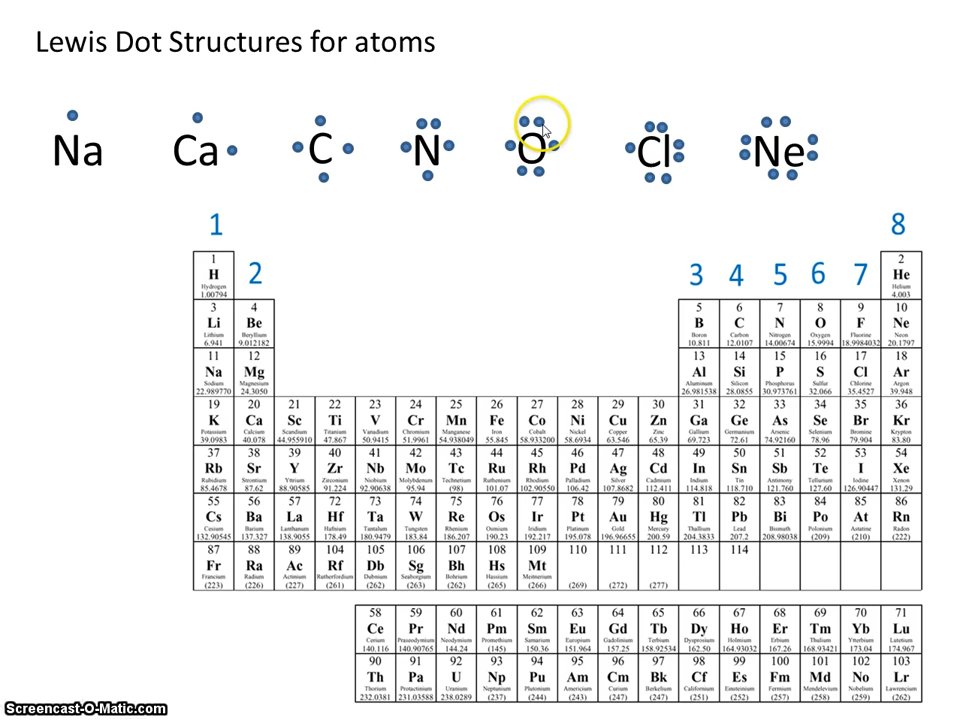 Lewis Dot Structures for atoms
Na Ca C N O Cl Ne
1 8
2 3 4 5 6 7
1 2
H He
Hydrogen Helium
1.00794 4.003
3 4 5 6 7 8 9 10
Li Be B C N O F Ne
Lithium Beryllium Boron Carbon Nitrogen Oxygen Fluorine Neon
6.941 9.012182 10.811 12.0107 14.00674 15.9994 18.9984032 20.1797
11 12 13 14 15 16 17 18
Na Mg Al Si P S Cl Ar
Sodium Magnesium Aluminum Silicon Phosphorus Sulfur Chlorine Argon
22.989770 24.3050 26.981538 28.0855 30.973761 32.066 35.4527 39.948
19 20 21 22 23 24 25 26 27 28 29 30 31 32 33 34 35 36
K Ca Sc Ti V Cr Mn Fe Co Ni Cu Zn Ga Ge As Se Br Kr
Potassium Calcium Scandium Titanium Vanadium Chromium Manganese Iron Cobalt Nickel Copper Zinc Gallium Germanium Arsenic Selenium Bromine Krypton
39.0983 40.078 44.955910 47.867 50.9415 51.9961 54.938049 55.845 58.933200 58.6934 63.546 65.39 69.723 72.61 74.92160 78.96 79.904 83.80
37 38 39 40 41 42 43 44 45 46 47 48 49 50 51 52 53 54
Rb Sr Y Zr Nb Mo Tc Ru Rh Pd Ag Cd In Sn Sb Te I Xe
Rubidium Strontium Yttrium Zirconium Niobium Molybdenum Technetium Ruthenium Rhodium Palladium Silver Cadmium Indium Tin Antimony Tellurium Iodine Xenon
85.4678 87.62 88.90585 91.224 92.90638 95.94 (98) 101.07 102.90550 106.42 107.8682 112.411 114.818 118.710 121.760 127.60 126.90447 131.29
55 56 57 72 73 74 75 76 77 78 79 80 81 82 83 84 85 86
Cs Ba La Hf Ta W Re Os Ir Pt Au Hg Tl Pb Bi Po At Rn
Cesium Barium Lanthanum Hafnium Tantalum Tungsten Rhenium Osmium Iridium Platinum Gold Mercury Thallium Lead Bismuth Polonium Astatine Radon
132.90545 137.327 138.9055 178.49 180.9479 183.84 186.207 190.23 192.217 195.078 196.96655 200.59 204.3833 207.2 208.98038 (209) (210) (222)
87 88 89 104 105 106 107 108 109 110 111 112 113 114
Fr Ra Ac Rf Db Sg Bh Hs Mt
Francium Radium Actinium Rutherfordium Dubnium Seaborgium Bohrium Hassium Meitnerium
(223) (226) (227) (261) (262) (263) (262) (265) (266) (269) (272) (277)
58 59 60 61 62 63 64 65 66 67 68 69 70 71
Ce Pr Nd Pm Sm Eu Gd Tb Dy Ho Er Tm Yb Lu
Cerium Praseodymium Neodymium Promethium Samarium Europium Gadolinium Terbium Dysprosium Holmium Erbium Thulium Ytterbium Lutetium
140.116 140.90765 144.24 (145) 150.36 151.964 157.25 158.92534 162.50 164.93032 167.26 168.93421 173.04 174.967
90 91 92 93 94 95 96 97 98 99 100 101 102 103
Th Pa U Np Pu Am Cm Bk Cf Es Fm Md No Lr
Thorium Protactinium Uranium Neptunium Plutonium Americium Curium Berkelium Californium Einsteinium Fermium Mendelevium Nobelium Lawrencium
232.0381 231.03588 238.0289 (237) (244) (243) (247) (247) (251) (252) (257) (258) (259) (262)
Screencast-O-Matic.com